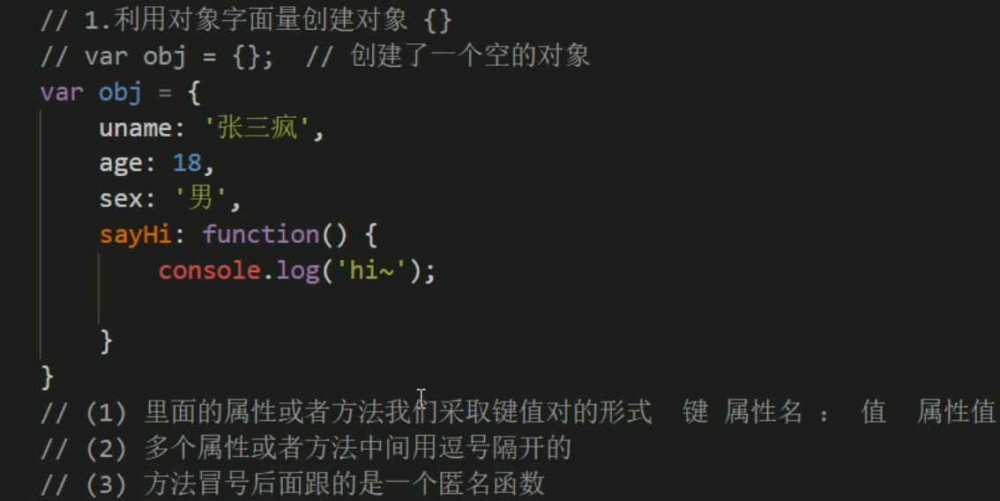 // 1.利用对象字面量创建对象 {}
// var obj = {};  // 创建了一个空的对象
var obj = {
    uname: '张三疯',
    age: 18,
    sex: '男',
    sayHi: function() {
        console.log('hi~');
    }
}
// (1) 里面的属性或者方法我们采取键值对的形式  键 属性名 ： 值  属性值
// (2) 多个属性或者方法中间用逗号隔开的
// (3) 方法冒号后面跟的是一个匿名函数